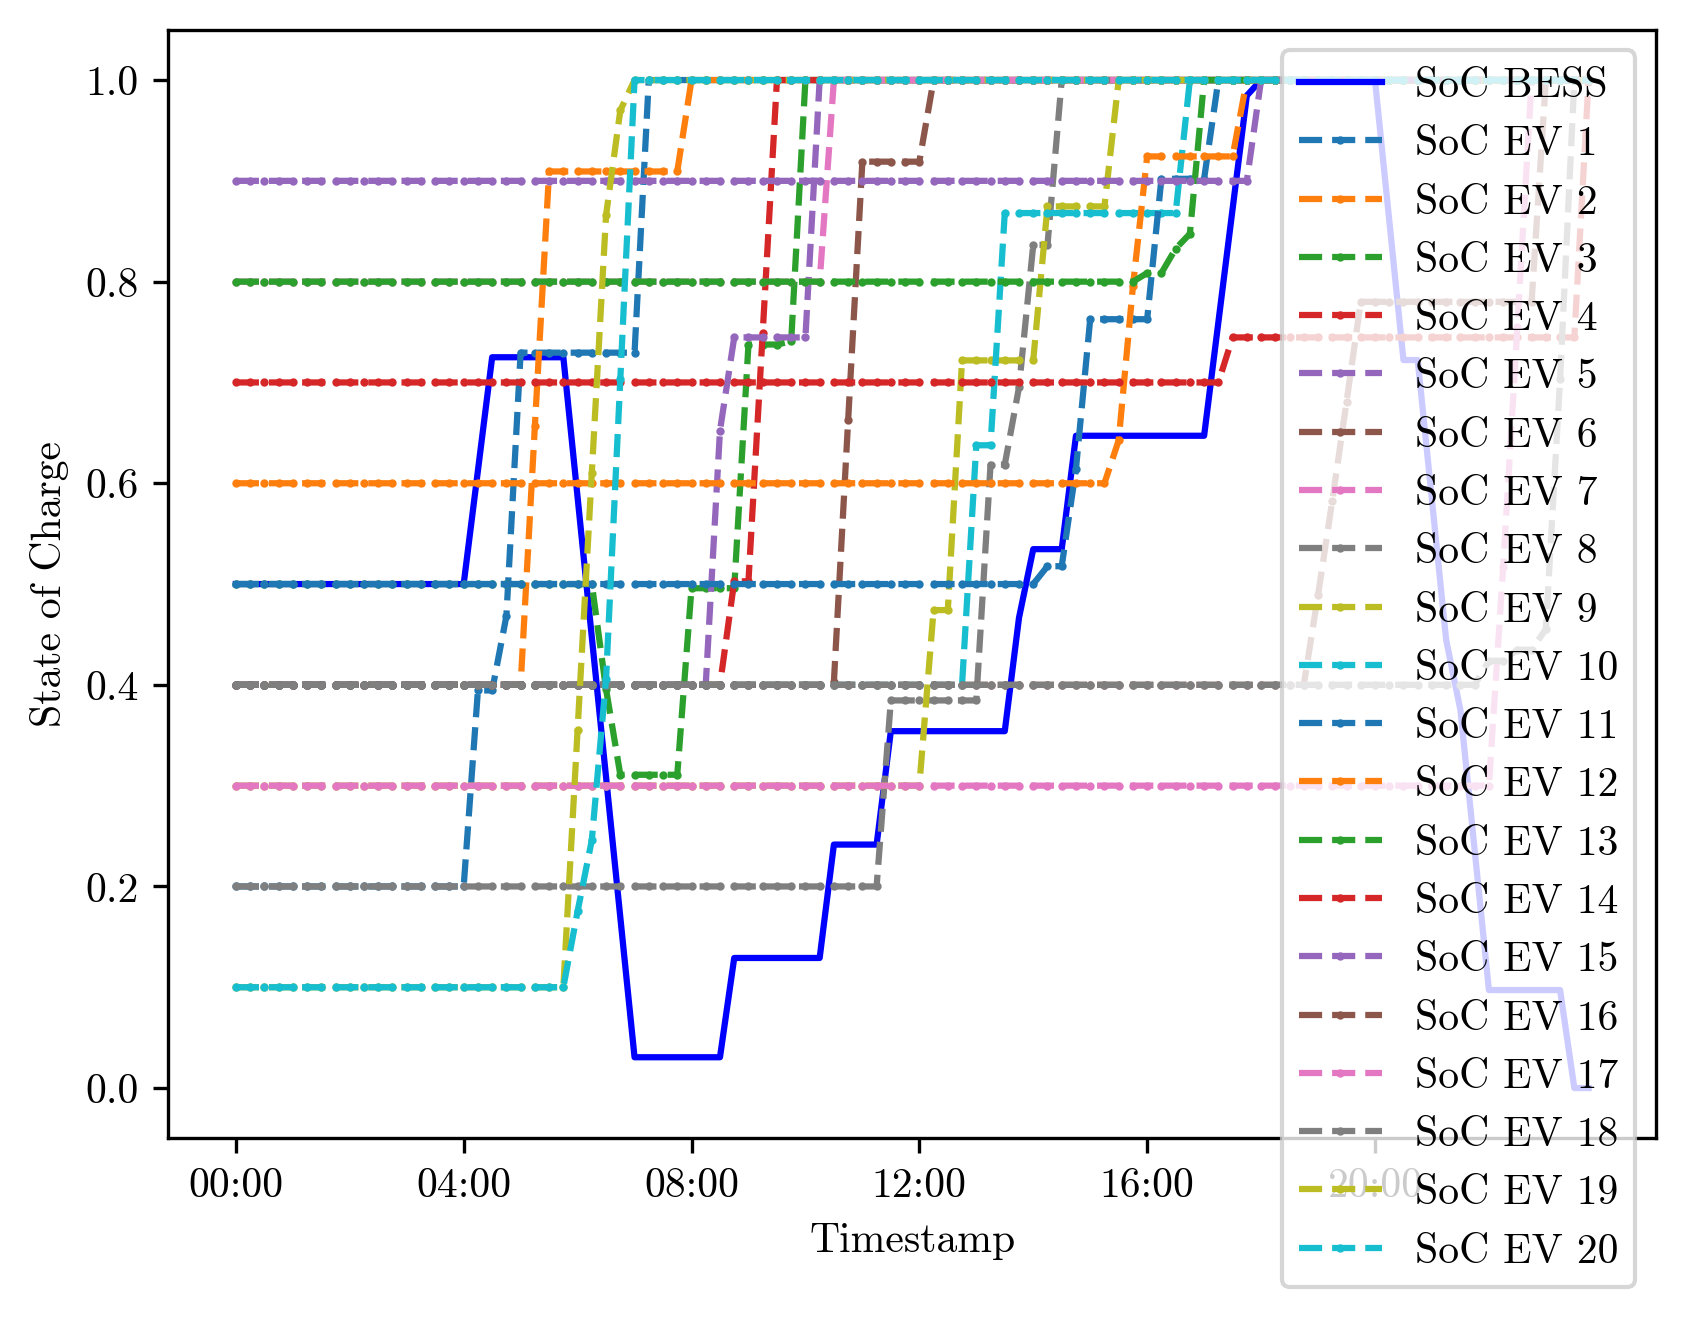 State of Charge
1.0
0.8
0.6
0.4
0.2
0.0
00:00
04:00
08:00
12:00
16:00
20:00
Timestamp
SoC BESS
SoC EV 1
SoC EV 2
SoC EV 3
SoC EV 4
SoC EV 5
SoC EV 6
SoC EV 7
SoC EV 8
SoC EV 9
SoC EV 10
SoC EV 11
SoC EV 12
SoC EV 13
SoC EV 14
SoC EV 15
SoC EV 16
SoC EV 17
SoC EV 18
SoC EV 19
SoC EV 20